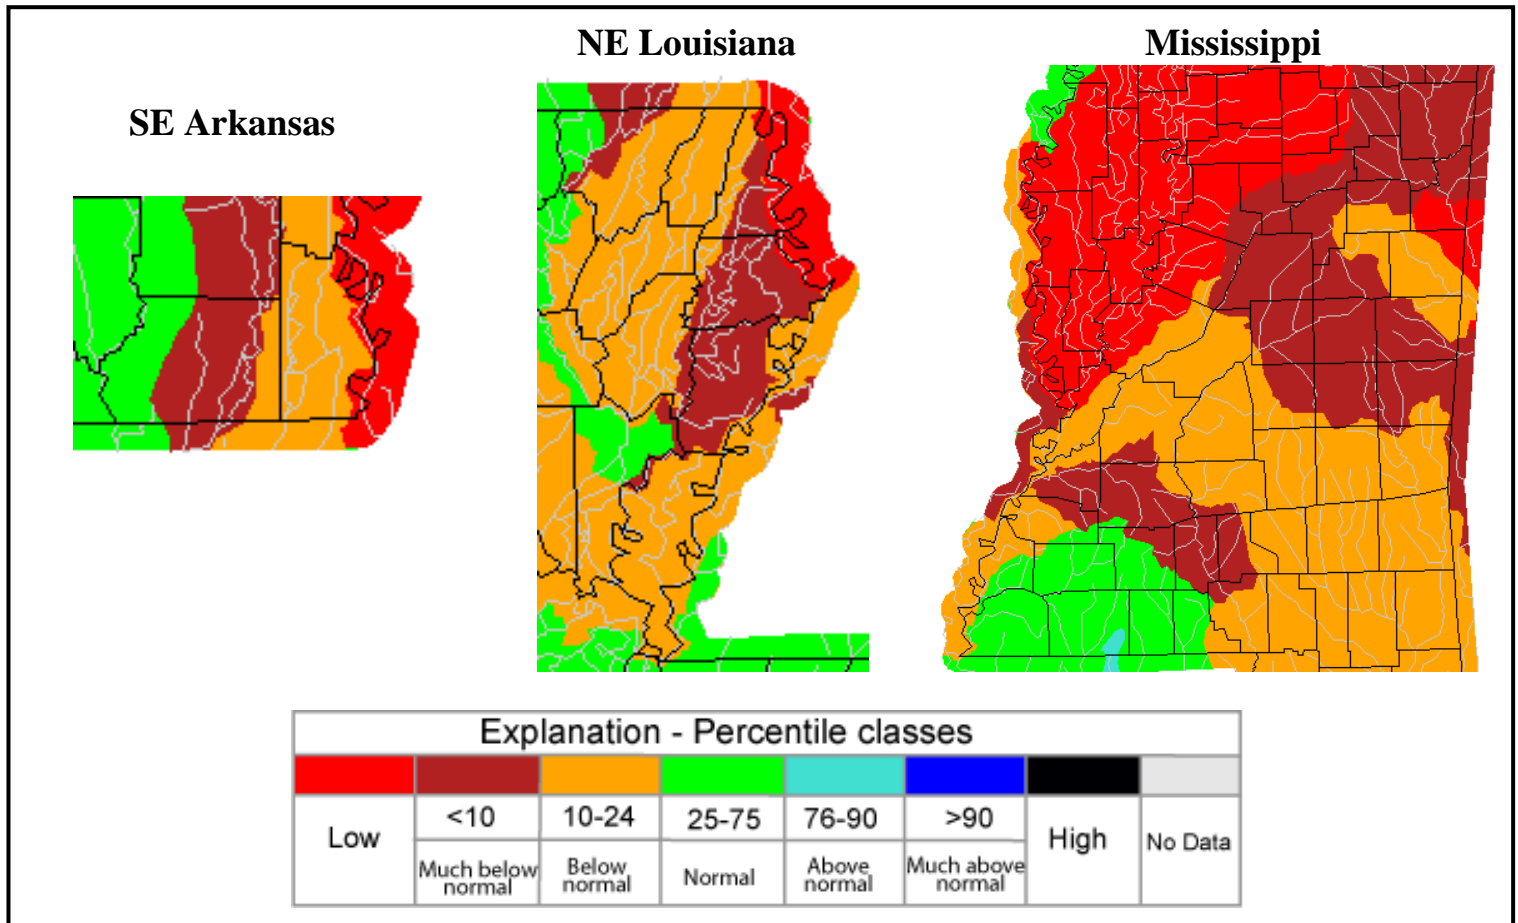 NE Louisiana
Mississippi
SE Arkansas
Explanation - Percentile classes
Low
<10
10-24
25-75
76-90
>90
High
No Data
Much below
normal
Below
normal
Normal
Above
normal
Much above
normal